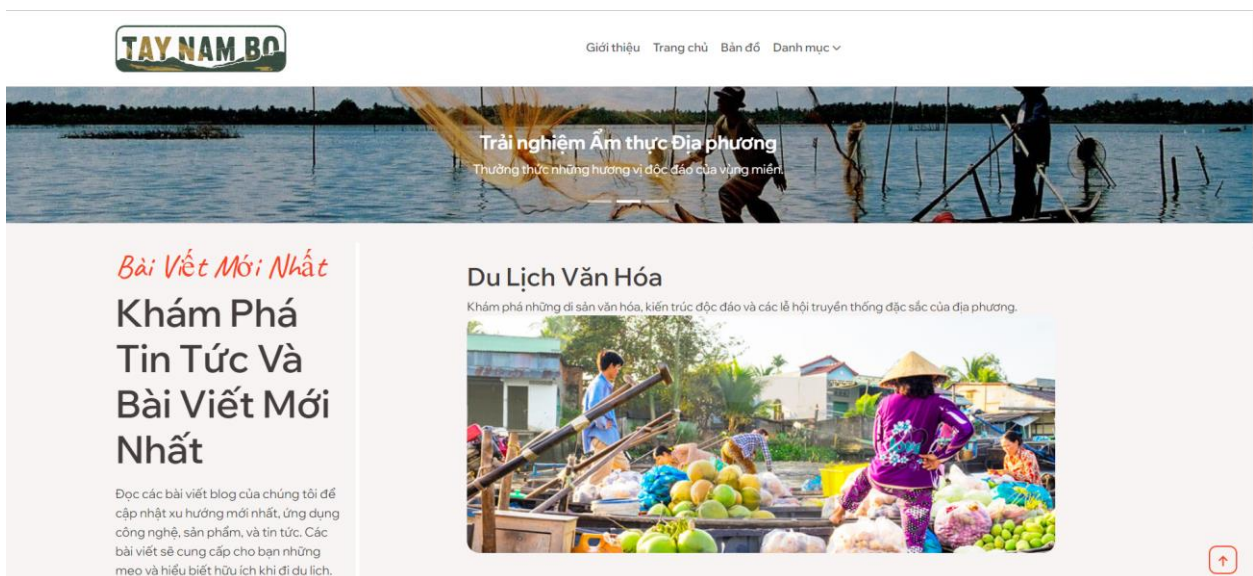 TAY NAM BO
Giới thiệu Trang chủ Bản đồ Danh mục
Trải nghiệm Ẩm thực Địa phương
Thưởng thức những hương vị độc đáo của vùng miền.
Bài Viết Mới Nhất
Khám Phá
Tin Tức Và
Bài Viết Mới
Nhất
Đọc các bài viết blog của chúng tôi để
cập nhật xu hướng mới nhất, ứng dụng
công nghệ, sản phẩm, và tin tức. Các
bài viết sẽ cung cấp cho bạn những
mẹo và hiểu biết hữu ích khi đi du lịch.
Du Lịch Văn Hóa
Khám phá những di sản văn hóa, kiến trúc độc đáo và các lễ hội truyền thống đặc sắc của địa phương.